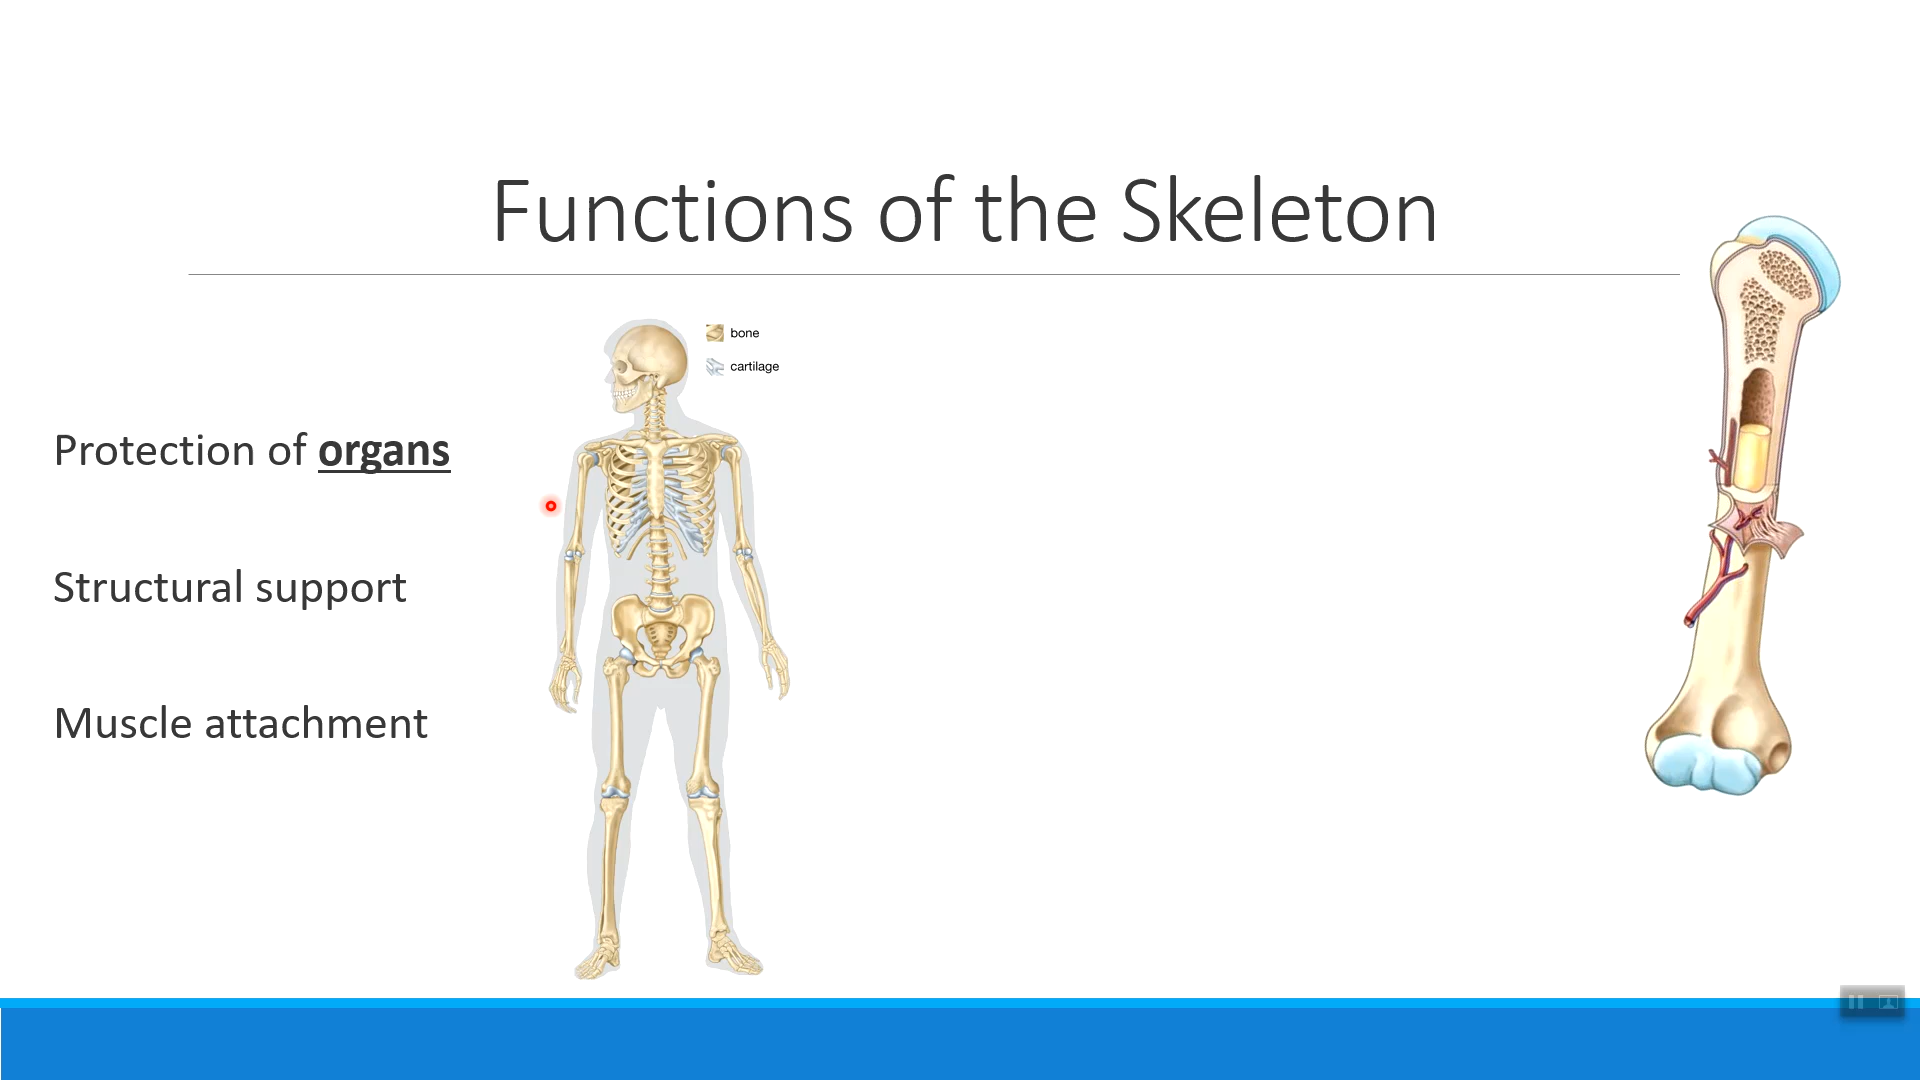 Functions of the Skeleton
bone
cartilage
Protection of organs
Structural support
Muscle attachment